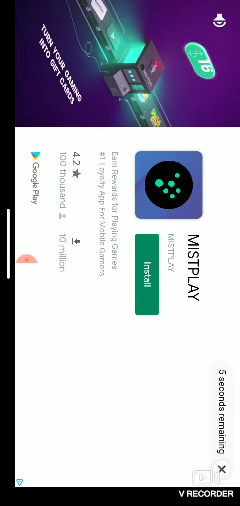 TURN YOUR GAMING
INTO GIFT CARDS
MISTPLAY
MISTPLAY
Install
Earn Rewards for Playing Games
#1 Loyalty App For Mobile Gamers
4.2 ★
100 thousand
10 million
Google Play
5 seconds remaining
V RECORDER